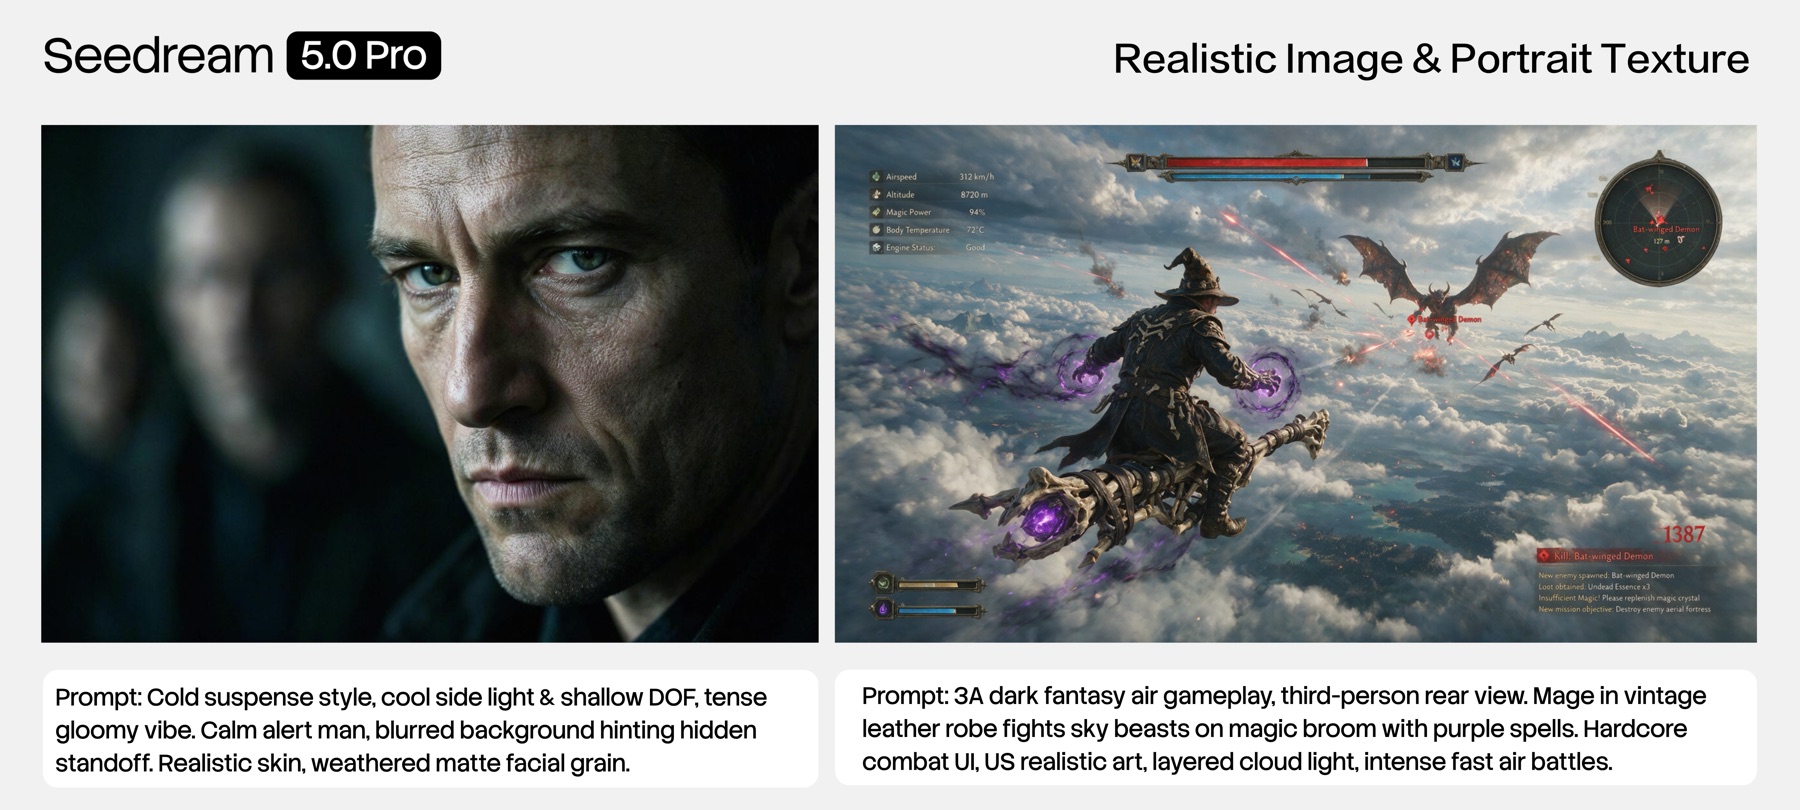 Seedream 5.0 Pro
Realistic Image & Portrait Texture
Airspeed 312 km/h
Altitude 8720 m
Magic Power 94%
Body Temperature 72°C
Engine Status: Good
Bat-winged Demon
127 m
Bat-winged Demon
1387
Kill: Bat-winged Demon
New enemy spawned: Bat-winged Demon
Loot obtained: Undead Essence x3
Insufficient Magic! Please replenish magic crystal
New mission objective: Destroy enemy aerial fortress
Prompt: Cold suspense style, cool side light & shallow DOF, tense
gloomy vibe. Calm alert man, blurred background hinting hidden
standoff. Realistic skin, weathered matte facial grain.
Prompt: 3A dark fantasy air gameplay, third-person rear view. Mage in vintage
leather robe fights sky beasts on magic broom with purple spells. Hardcore
combat UI, US realistic art, layered cloud light, intense fast air battles.